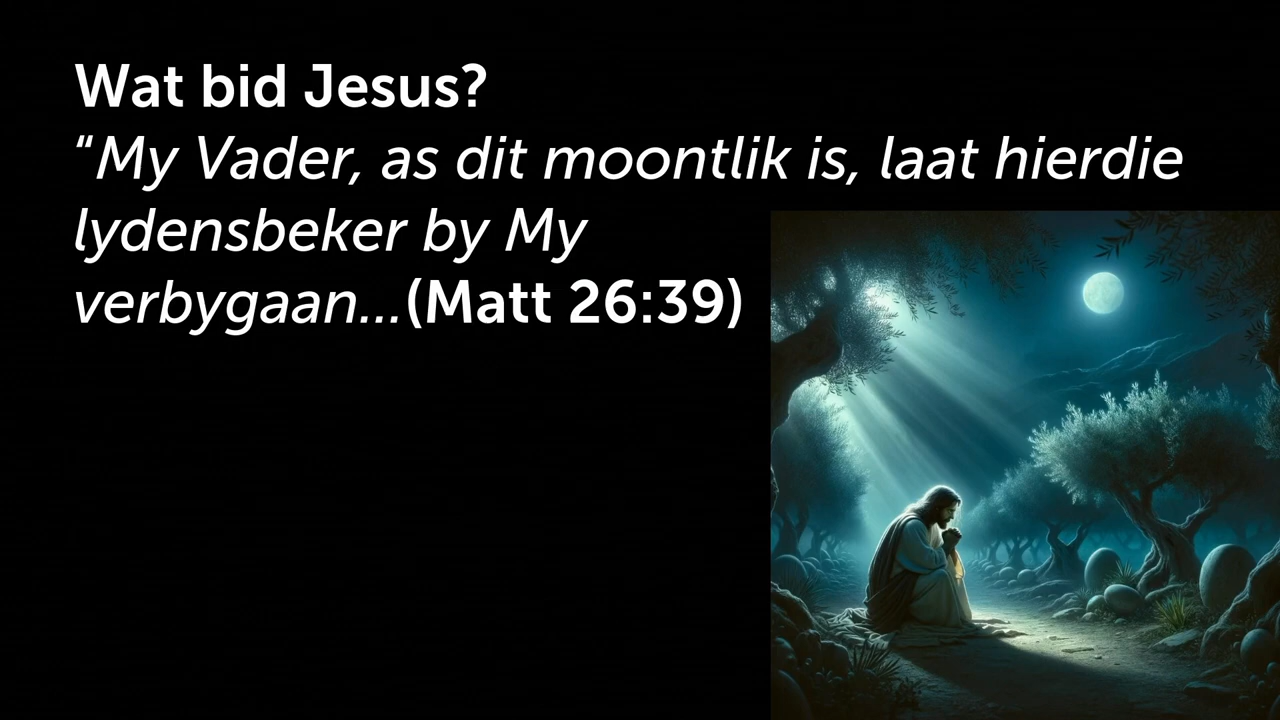 Wat bid Jesus?
“My Vader, as dit moontlik is, laat hierdie
lydensbeker by My
verbygaan...(Matt 26:39)